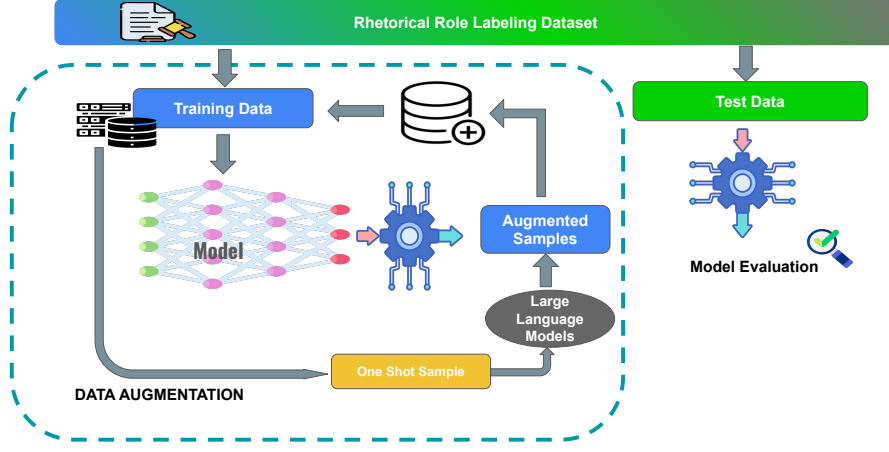 Rhetorical Role Labeling Dataset
Training Data
Test Data
Model
Augmented
Samples
Model Evaluation
Large
Language
Models
One Shot Sample
DATA AUGMENTATION